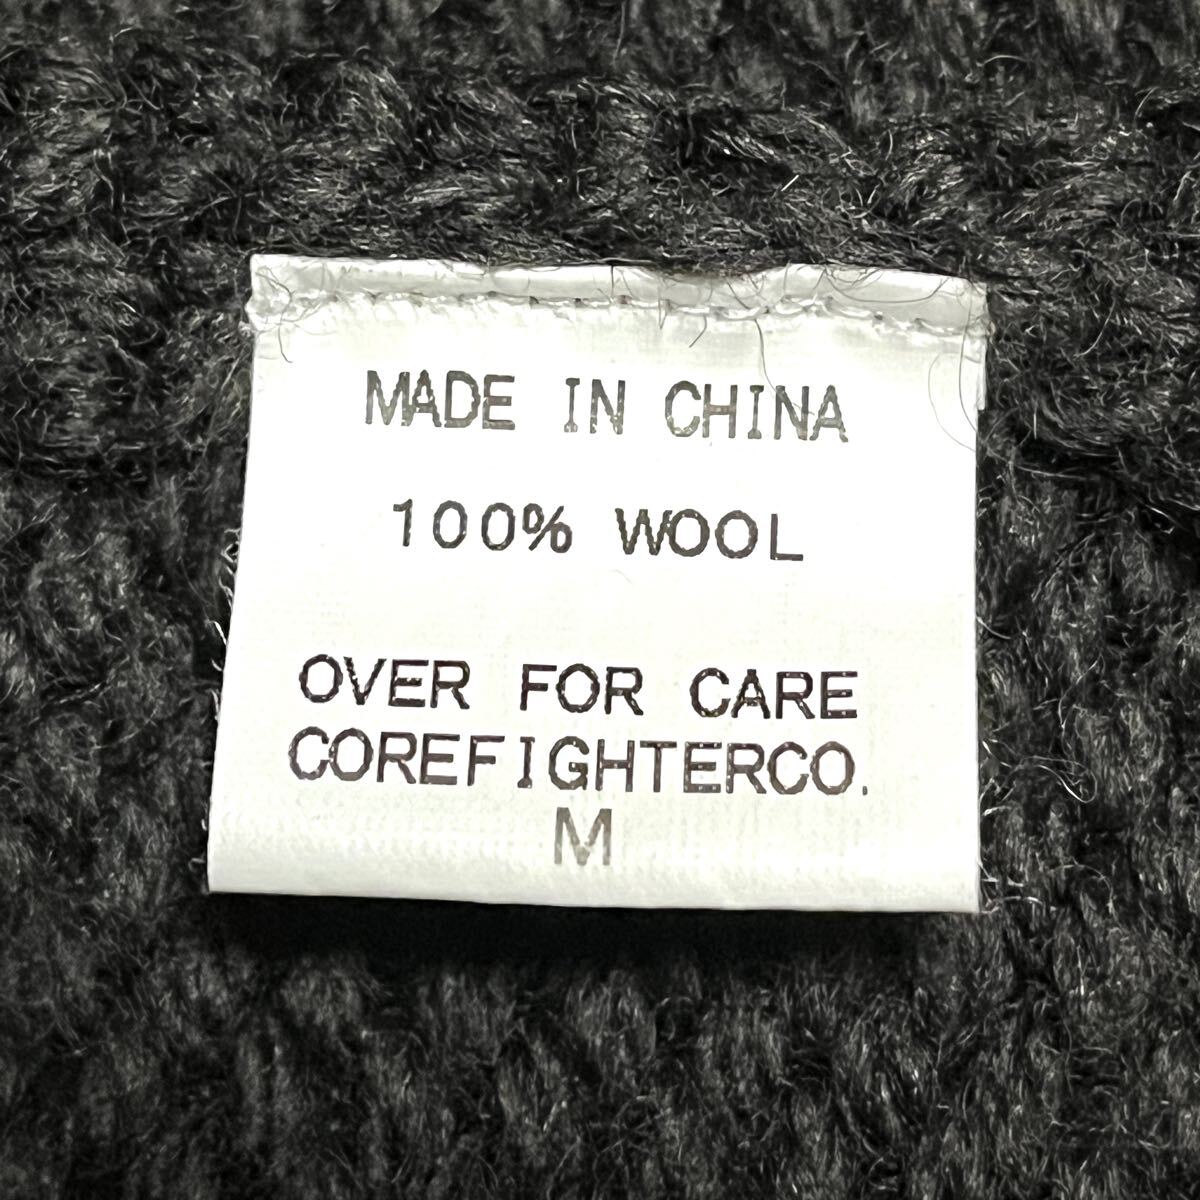 MADE IN CHINA
100% WOOL
OVER FOR CARE
COREFIGHTERCO.
M